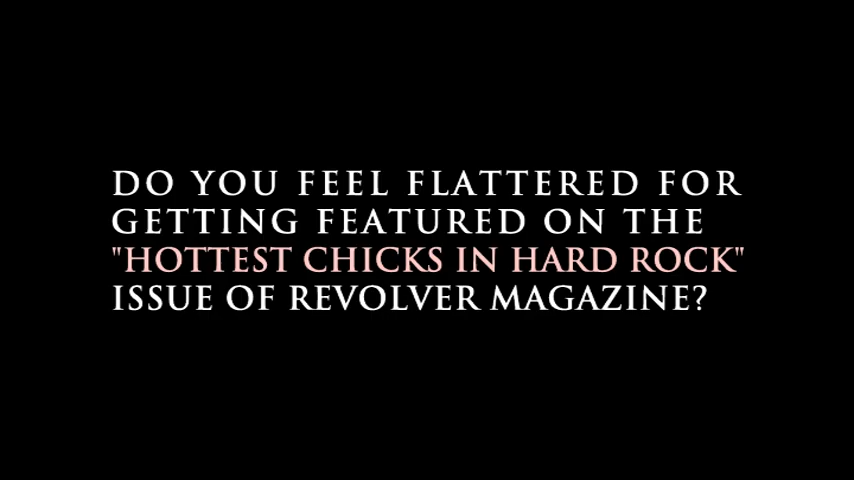 DO YOU FEEL FLATTERED FOR
GETTING FEATURED ON THE
"HOTTEST CHICKS IN HARD ROCK"
ISSUE OF REVOLVER MAGAZINE?